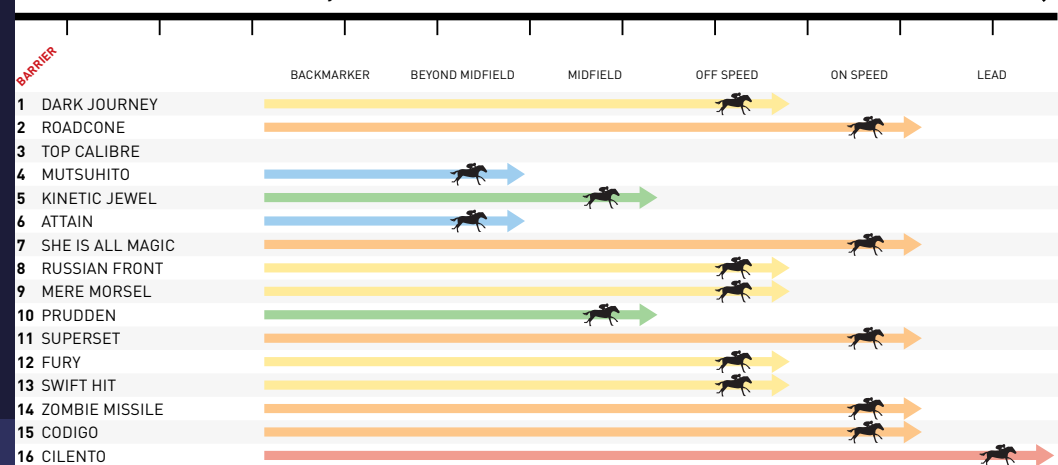 BARRIER
BACKMARKER BEYOND MIDFIELD MIDFIELD OFF SPEED ON SPEED LEAD
1 DARK JOURNEY
2 ROADCONE
3 TOP CALIBRE
4 MUTSUHITO
5 KINETIC JEWEL
6 ATTAIN
7 SHE IS ALL MAGIC
8 RUSSIAN FRONT
9 MERE MORSEL
10 PRUDDEN
11 SUPERSET
12 FURY
13 SWIFT HIT
14 ZOMBIE MISSILE
15 CODIGO
16 CILENTO